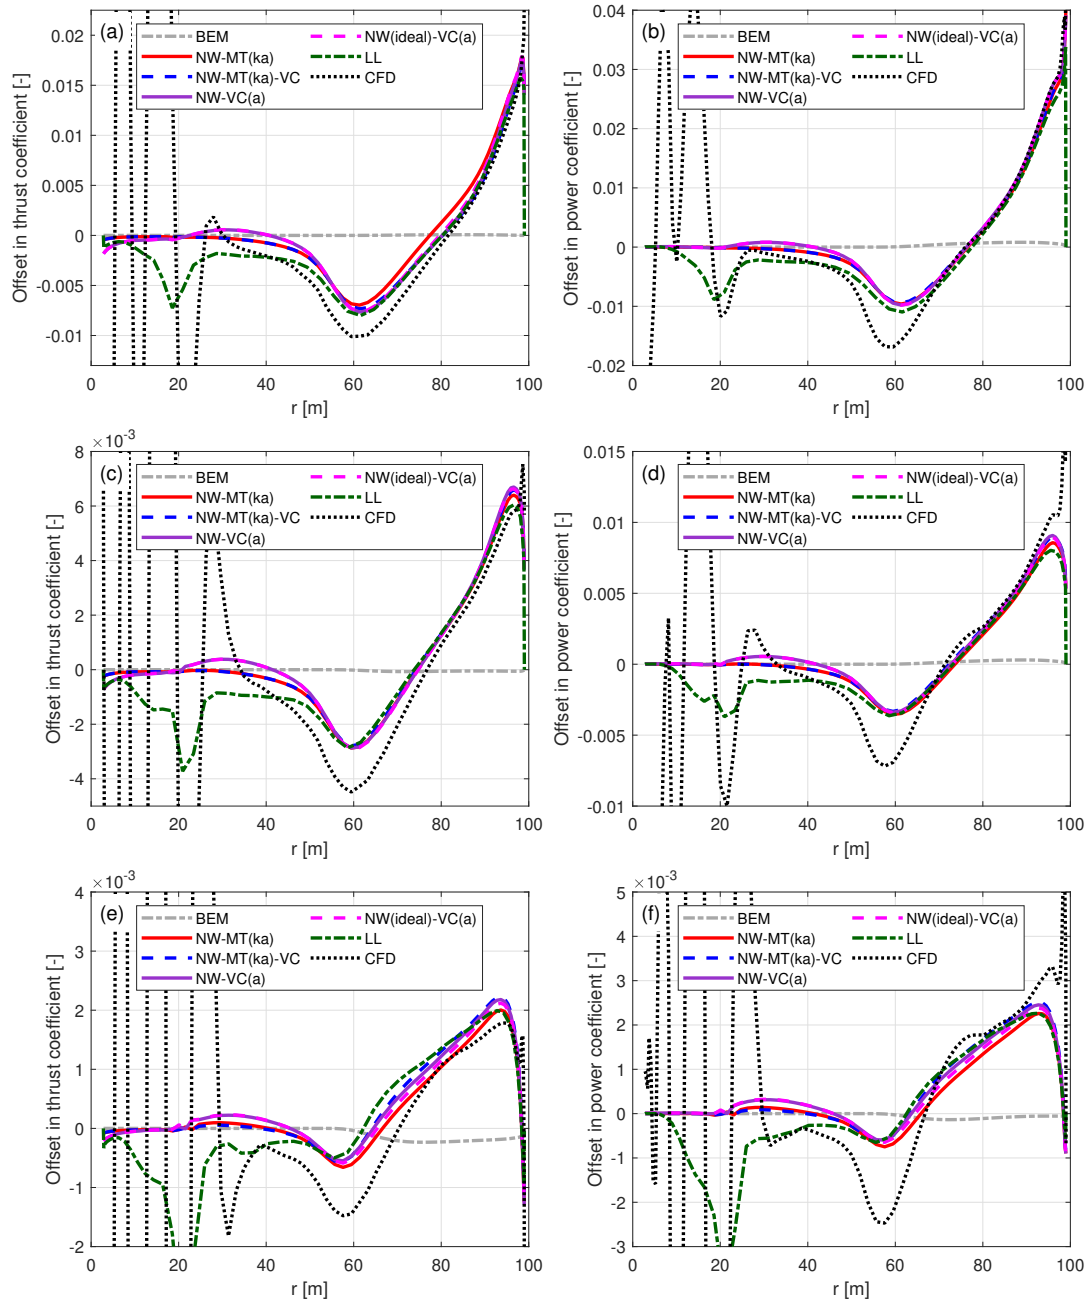 (a)
BEM
NW-MT(ka)
NW-MT(ka)-VC
NW-VC(a)
NW(ideal)-VC(a)
LL
CFD
Offset in thrust coefficient [-]
0.02
0.015
0.01
0.005
0
-0.005
-0.01
0 20 40 60 80 100
r [m]
(b)
BEM
NW-MT(ka)
NW-MT(ka)-VC
NW-VC(a)
NW(ideal)-VC(a)
LL
CFD
Offset in power coefficient [-]
0.04
0.03
0.02
0.01
0
-0.01
-0.02
0 20 40 60 80 100
r [m]
×10⁻³
(c)
BEM
NW-MT(ka)
NW-MT(ka)-VC
NW-VC(a)
NW(ideal)-VC(a)
LL
CFD
Offset in thrust coefficient [-]
8
6
4
2
0
-2
-4
0 20 40 60 80 100
r [m]
(d)
BEM
NW-MT(ka)
NW-MT(ka)-VC
NW-VC(a)
NW(ideal)-VC(a)
LL
CFD
Offset in power coefficient [-]
0.015
0.01
0.005
0
-0.005
-0.01
0 20 40 60 80 100
r [m]
×10⁻³
(e)
BEM
NW-MT(ka)
NW-MT(ka)-VC
NW-VC(a)
NW(ideal)-VC(a)
LL
CFD
Offset in thrust coefficient [-]
4
3
2
1
0
-1
-2
0 20 40 60 80 100
r [m]
×10⁻³
(f)
BEM
NW-MT(ka)
NW-MT(ka)-VC
NW-VC(a)
NW(ideal)-VC(a)
LL
CFD
Offset in power coefficient [-]
5
4
3
2
1
0
-1
-2
-3
0 20 40 60 80 100
r [m]